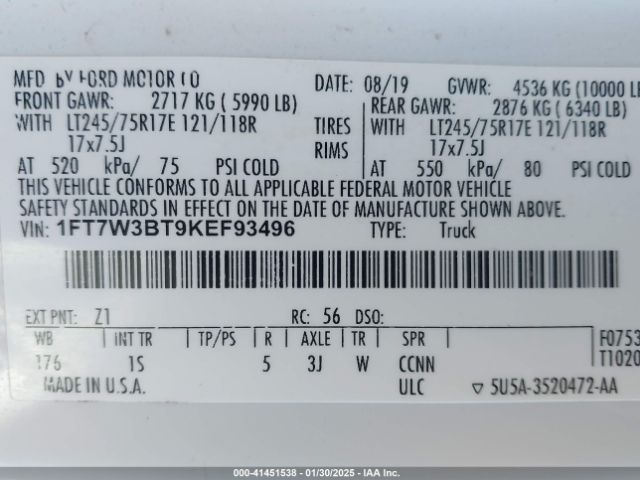 MFD BY FORD MOTOR CO DATE: 08/19 GVWR: 4536 KG (10000 LB
FRONT GAWR: 2717 KG ( 5990 LB) REAR GAWR: 2876 KG ( 6340 LB)
WITH LT245/75R17E 121/118R TIRES WITH LT245/75R17E 121/118R
17x7.5J RIMS 17x7.5J
AT 520 kPa/ 75 PSI COLD AT 550 kPa/ 80 PSI COLD
THIS VEHICLE CONFORMS TO ALL APPLICABLE FEDERAL MOTOR VEHICLE
SAFETY STANDARDS IN EFFECT ON THE DATE OF MANUFACTURE SHOWN ABOVE.
VIN: 1FT7W3BT9KEF93496 TYPE: Truck
EXT PNT: Z1 RC: 56 DSO:
WB INT TR TP/PS R AXLE TR SPR F0753
176 1S 5 3J W CCNN T1020
MADE IN U.S.A. ULC ▽ 5U5A-3520472-AA
000-41451538 - 01/30/2025 - IAAI.COM